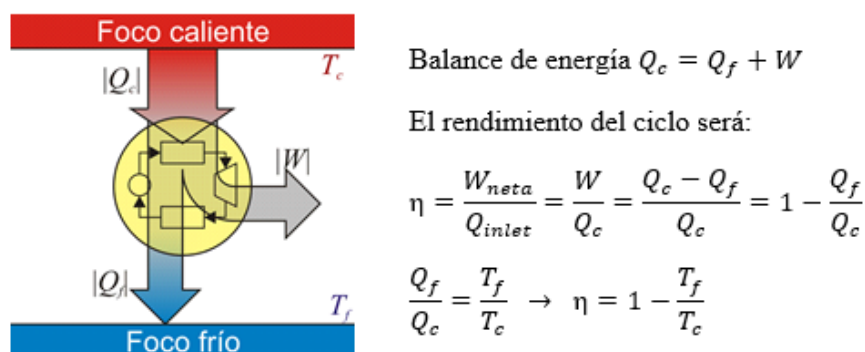 Foco caliente
T_c
|Q_c|
|W|
|Q_f|
T_f
Foco frío
Balance de energía Q_c = Q_f + W
El rendimiento del ciclo será:
η = W_neta / Q_inlet = W / Q_c = (Q_c − Q_f) / Q_c = 1 − Q_f / Q_c
Q_f / Q_c = T_f / T_c → η = 1 − T_f / T_c